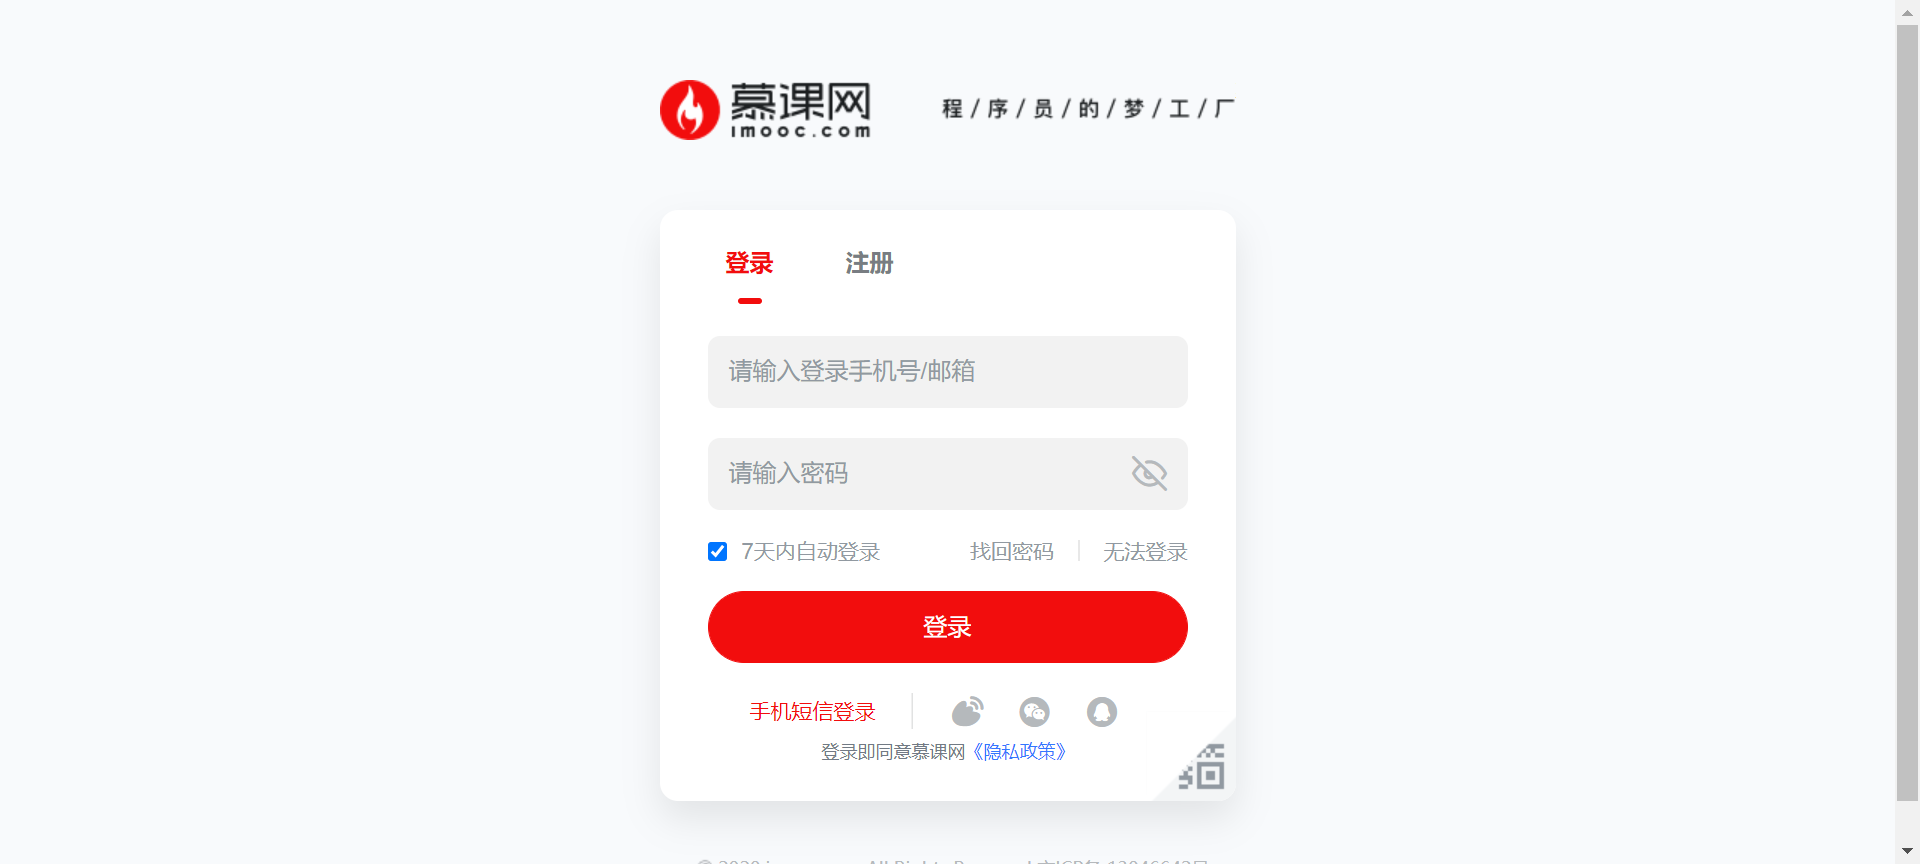 慕课网
imooc.com
程/序/员/的/梦/工/厂
登录
注册
请输入登录手机号/邮箱
请输入密码
7天内自动登录
找回密码
无法登录
登录
手机短信登录
登录即同意慕课网《隐私政策》